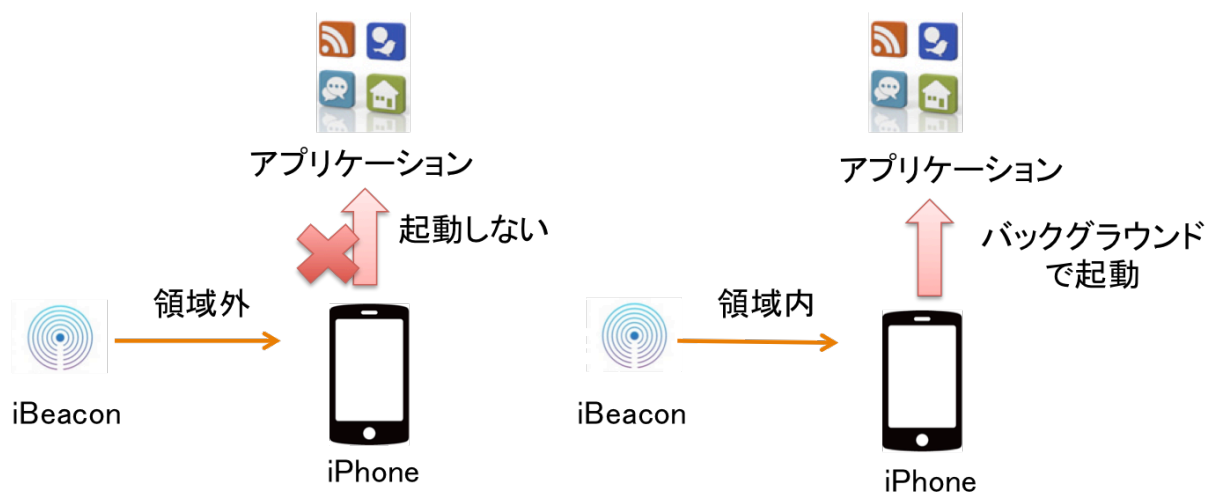 アプリケーション
起動しない
領域外
iBeacon
iPhone
アプリケーション
バックグラウンド
で起動
領域内
iBeacon
iPhone